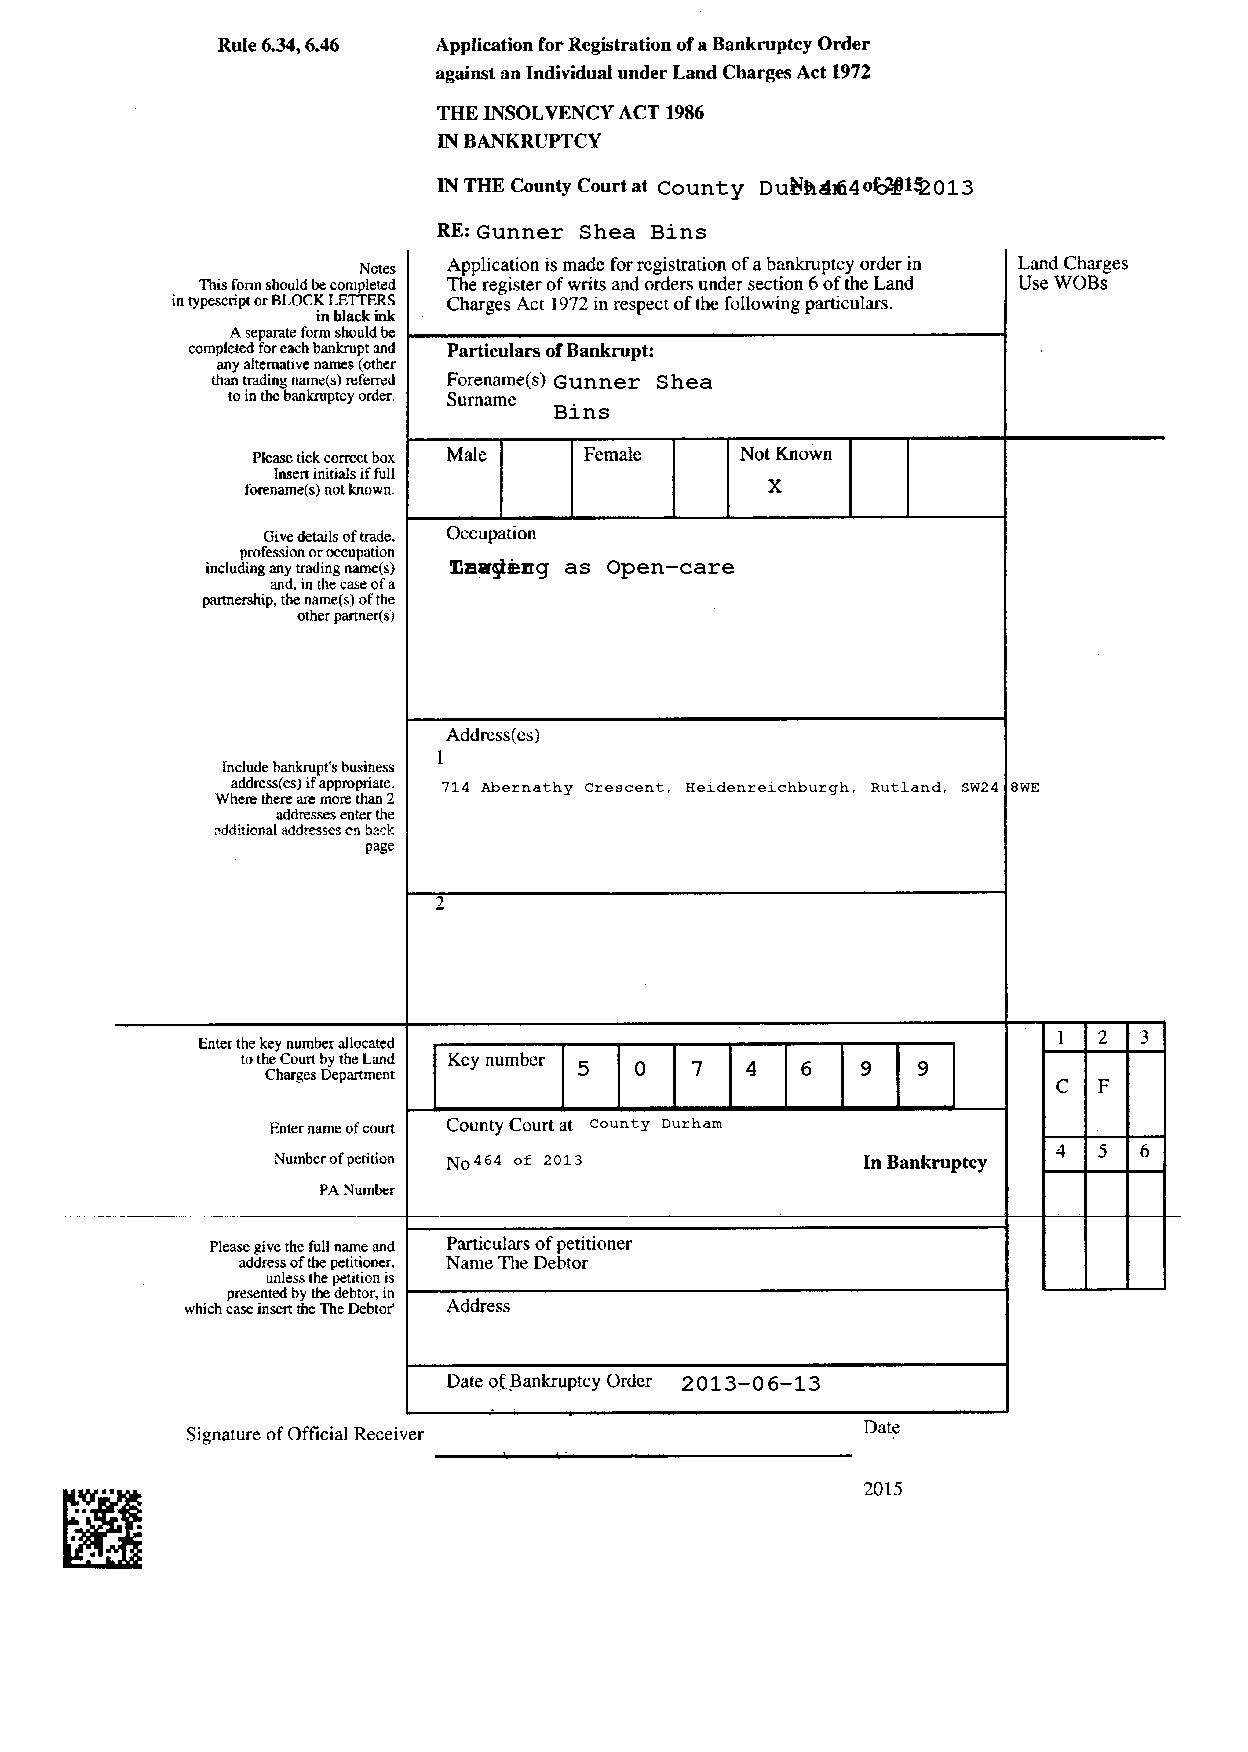 Rule 6.34, 6.46
Application for Registration of a Bankruptcy Order
against an Individual under Land Charges Act 1972
THE INSOLVENCY ACT 1986
IN BANKRUPTCY
IN THE County Court at County Durham 464 of 2013
RE: Gunner Shea Bins
Notes
This form should be completed
in typescript or BLOCK LETTERS
in black ink
A separate form should be
completed for each bankrupt and
any alternative names (other
than trading name(s) referred
to in the bankruptcy order.
Application is made for registration of a bankruptcy order in
The register of writs and orders under section 6 of the Land
Charges Act 1972 in respect of the following particulars.
Land Charges
Use WOBs
Particulars of Bankrupt:
Forename(s) Gunner Shea
Surname
Bins
Please tick correct box
Insert initials if full
forename(s) not known.
Male
Female
Not Known
X
Give details of trade,
profession or occupation
including any trading name(s)
and, in the case of a
partnership, the name(s) of the
other partner(s)
Occupation
Trading as Open-care
Include bankrupt's business
address(es) if appropriate.
Where there are more than 2
addresses enter the
additional addresses on back
page
Address(es)
1
714 Abernathy Crescent, Heidenreichburgh, Rutland, SW24 8WE
2
Enter the key number allocated
to the Court by the Land
Charges Department
Key number 5 0 7 4 6 9 9
1 2 3
C F
Enter name of court
County Court at County Durham
Number of petition
No 464 of 2013
In Bankruptcy
4 5 6
PA Number
Please give the full name and
address of the petitioner,
unless the petition is
presented by the debtor, in
which case insert the The Debtor'
Particulars of petitioner
Name The Debtor
Address
Date of Bankruptcy Order 2013-06-13
Signature of Official Receiver
Date
2015